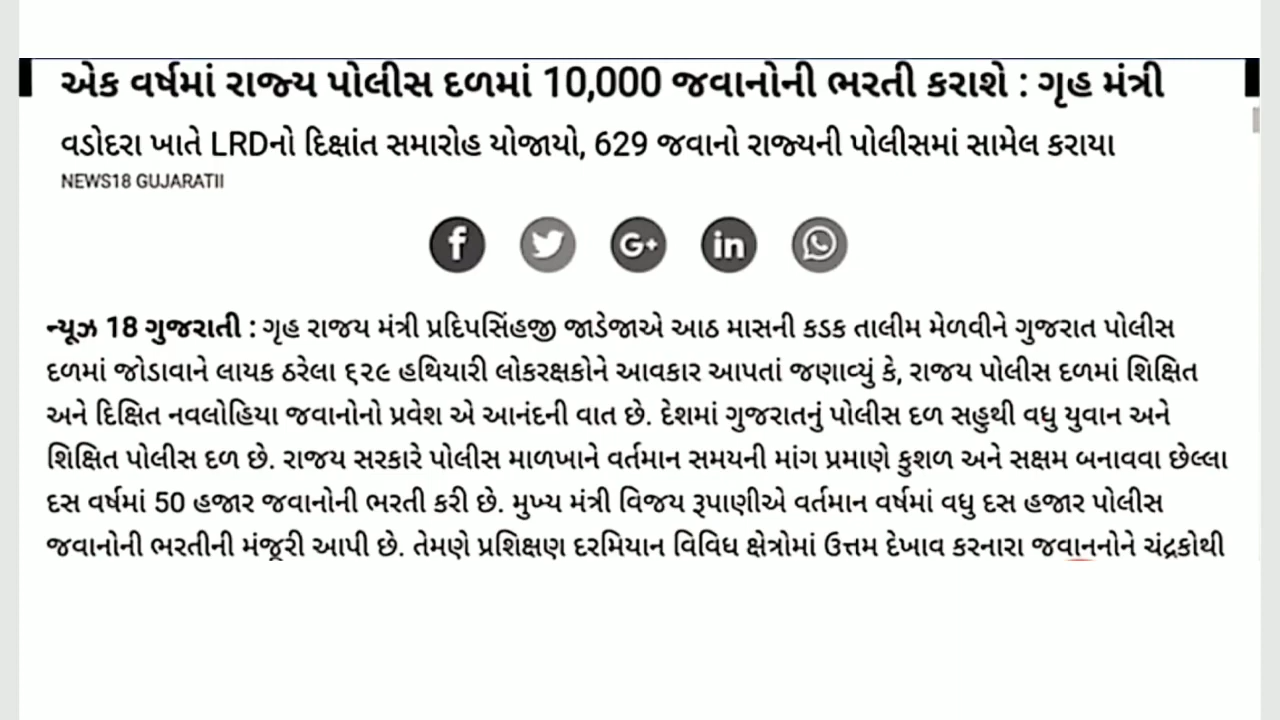 એક વર્ષમાં રાજ્ય પોલીસ દળમાં 10,000 જવાનોની ભરતી કરાશે : ગૃહ મંત્રી
વડોદરા ખાતે LRDનો દિક્ષાંત સમારોહ યોજાયો, 629 જવાનો રાજ્યની પોલીસમાં સામેલ કરાયા
NEWS18 GUJARATII
f G+ in
ન્યૂઝ 18 ગુજરાતી : ગૃહ રાજય મંત્રી પ્રદિપસિંહજી જાડેજાએ આઠ માસની કડક તાલીમ મેળવીને ગુજરાત પોલીસ
દળમાં જોડાવાને લાયક ઠરેલા ૬૨૯ હથિયારી લોકરક્ષકોને આવકાર આપતાં જણાવ્યું કે, રાજય પોલીસ દળમાં શિક્ષિત
અને દિક્ષિત નવલોહિયા જવાનોનો પ્રવેશ એ આનંદની વાત છે. દેશમાં ગુજરાતનું પોલીસ દળ સહુથી વધુ યુવાન અને
શિક્ષિત પોલીસ દળ છે. રાજય સરકારે પોલીસ માળખાને વર્તમાન સમયની માંગ પ્રમાણે કુશળ અને સક્ષમ બનાવવા છેલ્લા
દસ વર્ષમાં 50 હજાર જવાનોની ભરતી કરી છે. મુખ્ય મંત્રી વિજય રૂપાણીએ વર્તમાન વર્ષમાં વધુ દસ હજાર પોલીસ
જવાનોની ભરતીની મંજૂરી આપી છે. તેમણે પ્રશિક્ષણ દરમિયાન વિવિધ ક્ષેત્રોમાં ઉત્તમ દેખાવ કરનારા જવાનનોને ચંદ્રકોથી